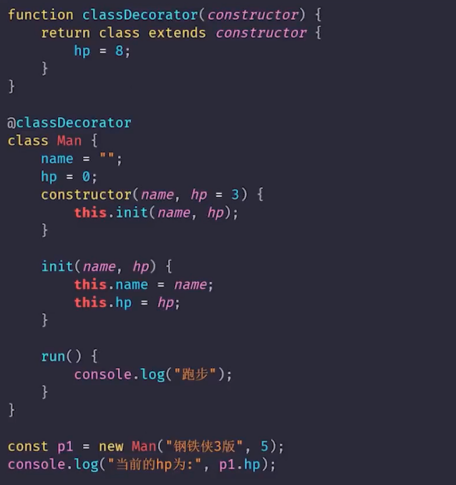 function classDecorator(constructor) {
    return class extends constructor {
        hp = 8;
    }
}

@classDecorator
class Man {
    name = "";
    hp = 0;
    constructor(name, hp = 3) {
        this.init(name, hp);
    }

    init(name, hp) {
        this.name = name;
        this.hp = hp;
    }

    run() {
        console.log("跑步");
    }
}

const p1 = new Man("钢铁侠3版", 5);
console.log("当前的hp为:", p1.hp);